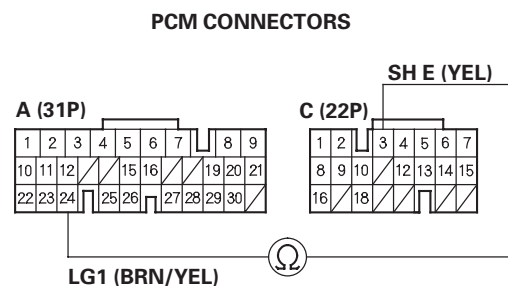 PCM CONNECTORS
SH E (YEL)
A (31P)
C (22P)
1 2 3 4 5 6 7 8 9
10 11 12 15 16 19 20 21
22 23 24 25 26 27 28 29 30
1 2 3 4 5 6 7
8 9 10 12 13 14 15
16 18
Ω
LG1 (BRN/YEL)